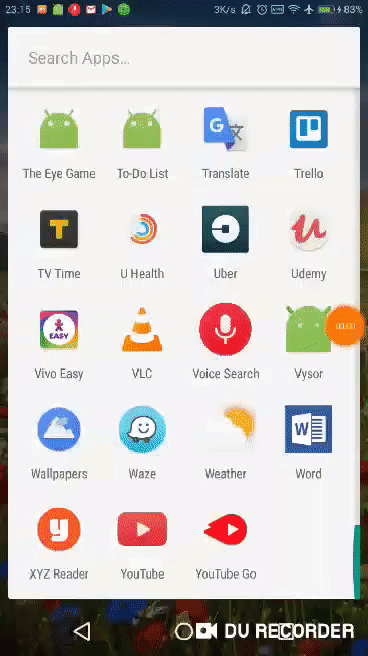 23:15 3K/s 83%
Search Apps...
The Eye Game To-Do List Translate Trello
TV Time U Health Uber Udemy
EASY
Vivo Easy VLC Voice Search Vysor
Wallpapers Waze Weather Word
XYZ Reader YouTube YouTube Go
DU RECORDER